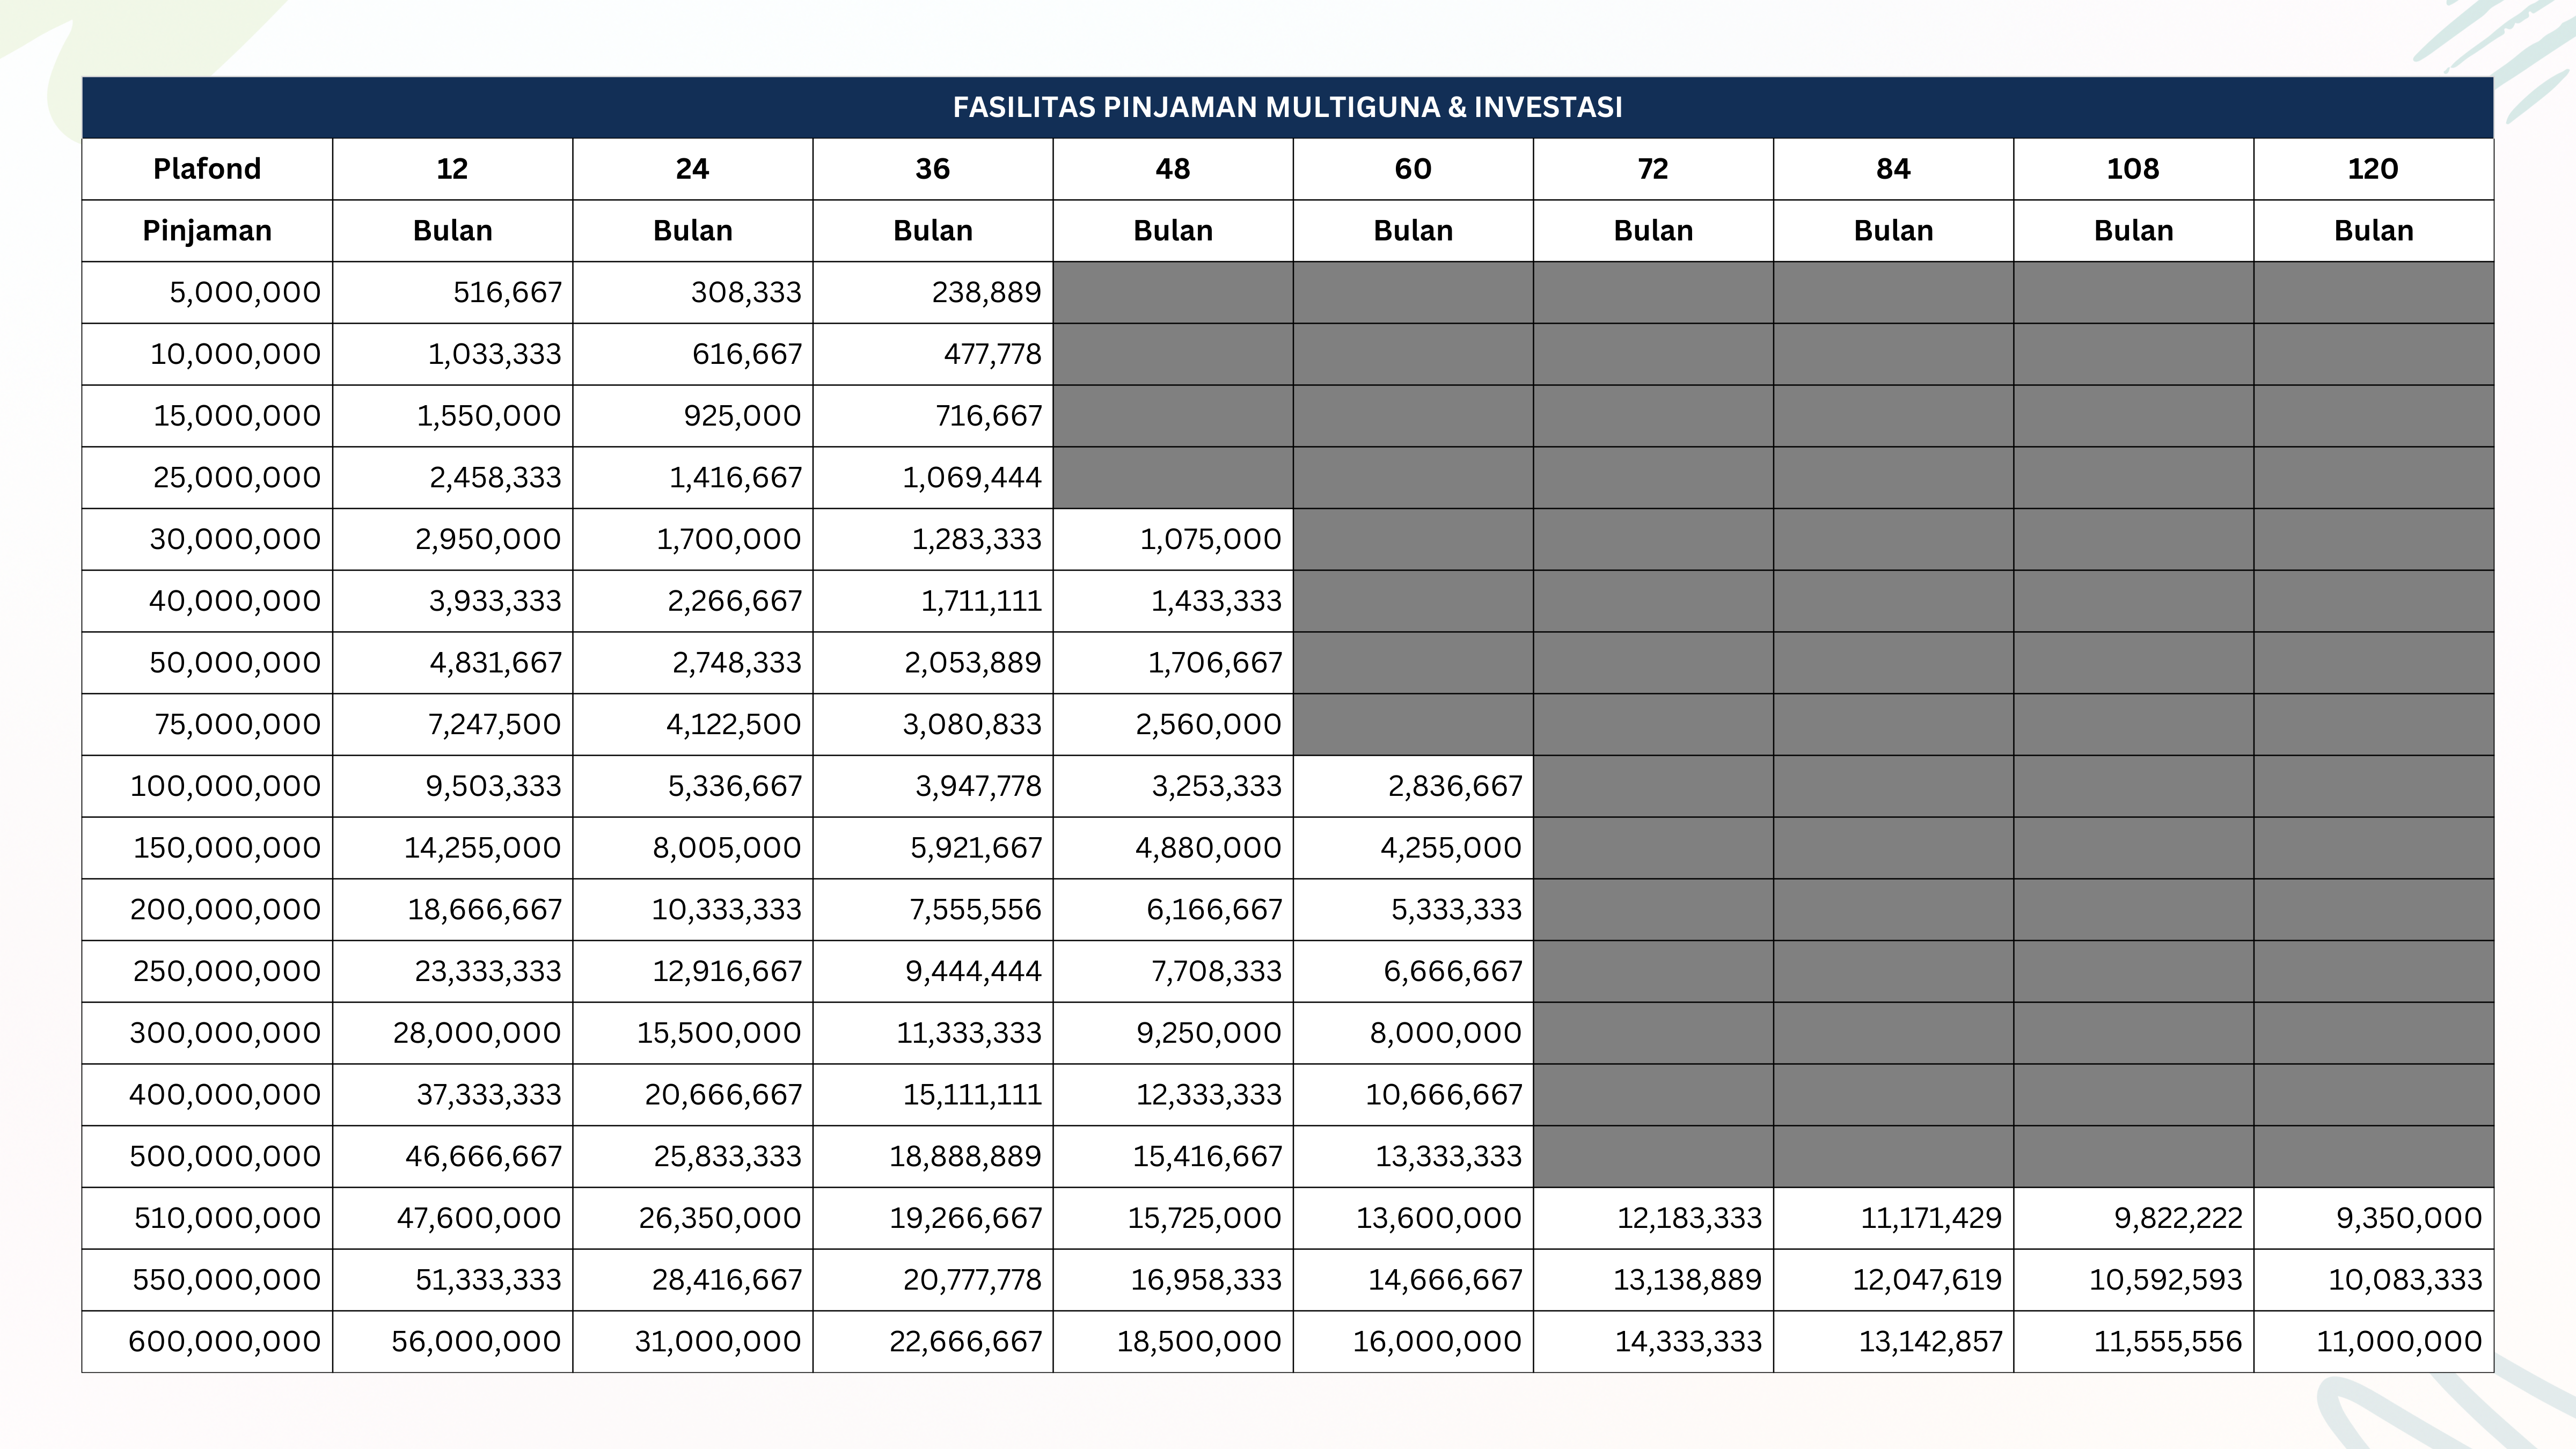 FASILITAS PINJAMAN MULTIGUNA & INVESTASI
Plafond 12 24 36 48 60 72 84 108 120
Pinjaman Bulan Bulan Bulan Bulan Bulan Bulan Bulan Bulan Bulan
5,000,000 516,667 308,333 238,889
10,000,000 1,033,333 616,667 477,778
15,000,000 1,550,000 925,000 716,667
25,000,000 2,458,333 1,416,667 1,069,444
30,000,000 2,950,000 1,700,000 1,283,333 1,075,000
40,000,000 3,933,333 2,266,667 1,711,111 1,433,333
50,000,000 4,831,667 2,748,333 2,053,889 1,706,667
75,000,000 7,247,500 4,122,500 3,080,833 2,560,000
100,000,000 9,503,333 5,336,667 3,947,778 3,253,333 2,836,667
150,000,000 14,255,000 8,005,000 5,921,667 4,880,000 4,255,000
200,000,000 18,666,667 10,333,333 7,555,556 6,166,667 5,333,333
250,000,000 23,333,333 12,916,667 9,444,444 7,708,333 6,666,667
300,000,000 28,000,000 15,500,000 11,333,333 9,250,000 8,000,000
400,000,000 37,333,333 20,666,667 15,111,111 12,333,333 10,666,667
500,000,000 46,666,667 25,833,333 18,888,889 15,416,667 13,333,333
510,000,000 47,600,000 26,350,000 19,266,667 15,725,000 13,600,000 12,183,333 11,171,429 9,822,222 9,350,000
550,000,000 51,333,333 28,416,667 20,777,778 16,958,333 14,666,667 13,138,889 12,047,619 10,592,593 10,083,333
600,000,000 56,000,000 31,000,000 22,666,667 18,500,000 16,000,000 14,333,333 13,142,857 11,555,556 11,000,000